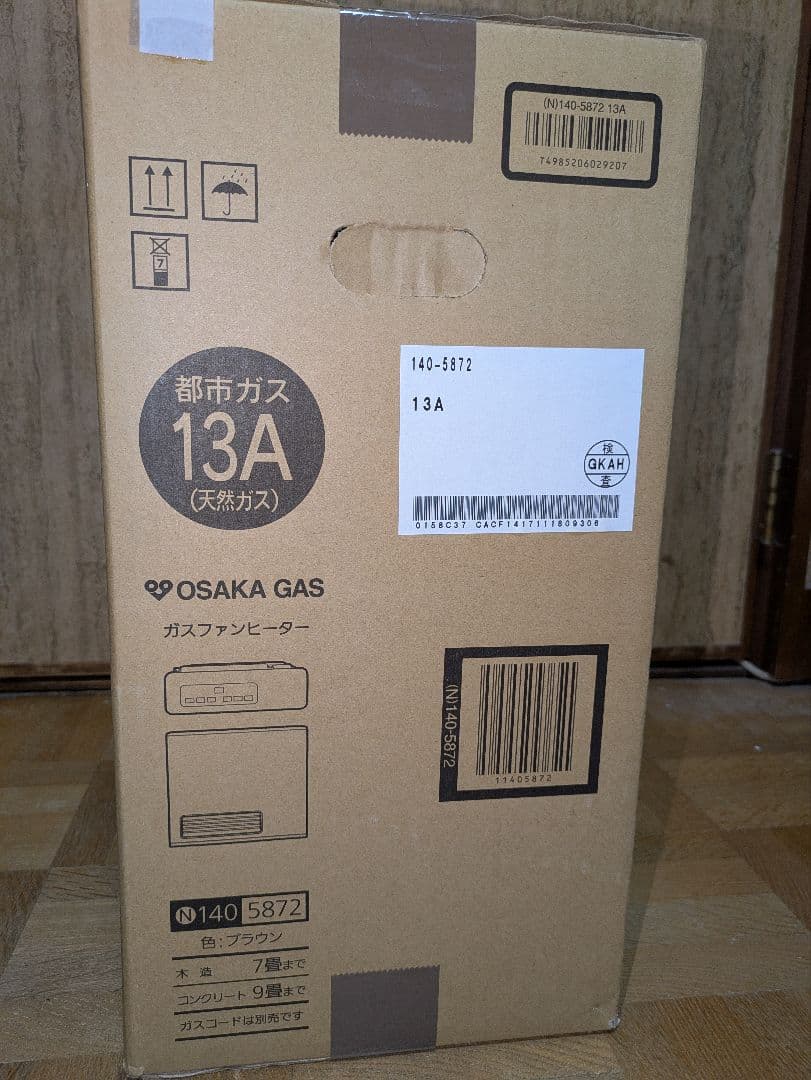 (N)140-5872 13A
T4985206029207
7
都市ガス
13A
(天然ガス)
140-5872
13A
検
GKAH
査
0158C37 CACF1417111809306
OSAKA GAS
ガスファンヒーター
(N)140-5872
11405872
N140 5872
色:ブラウン
木造 7畳まで
コンクリート 9畳まで
ガスコードは別売です